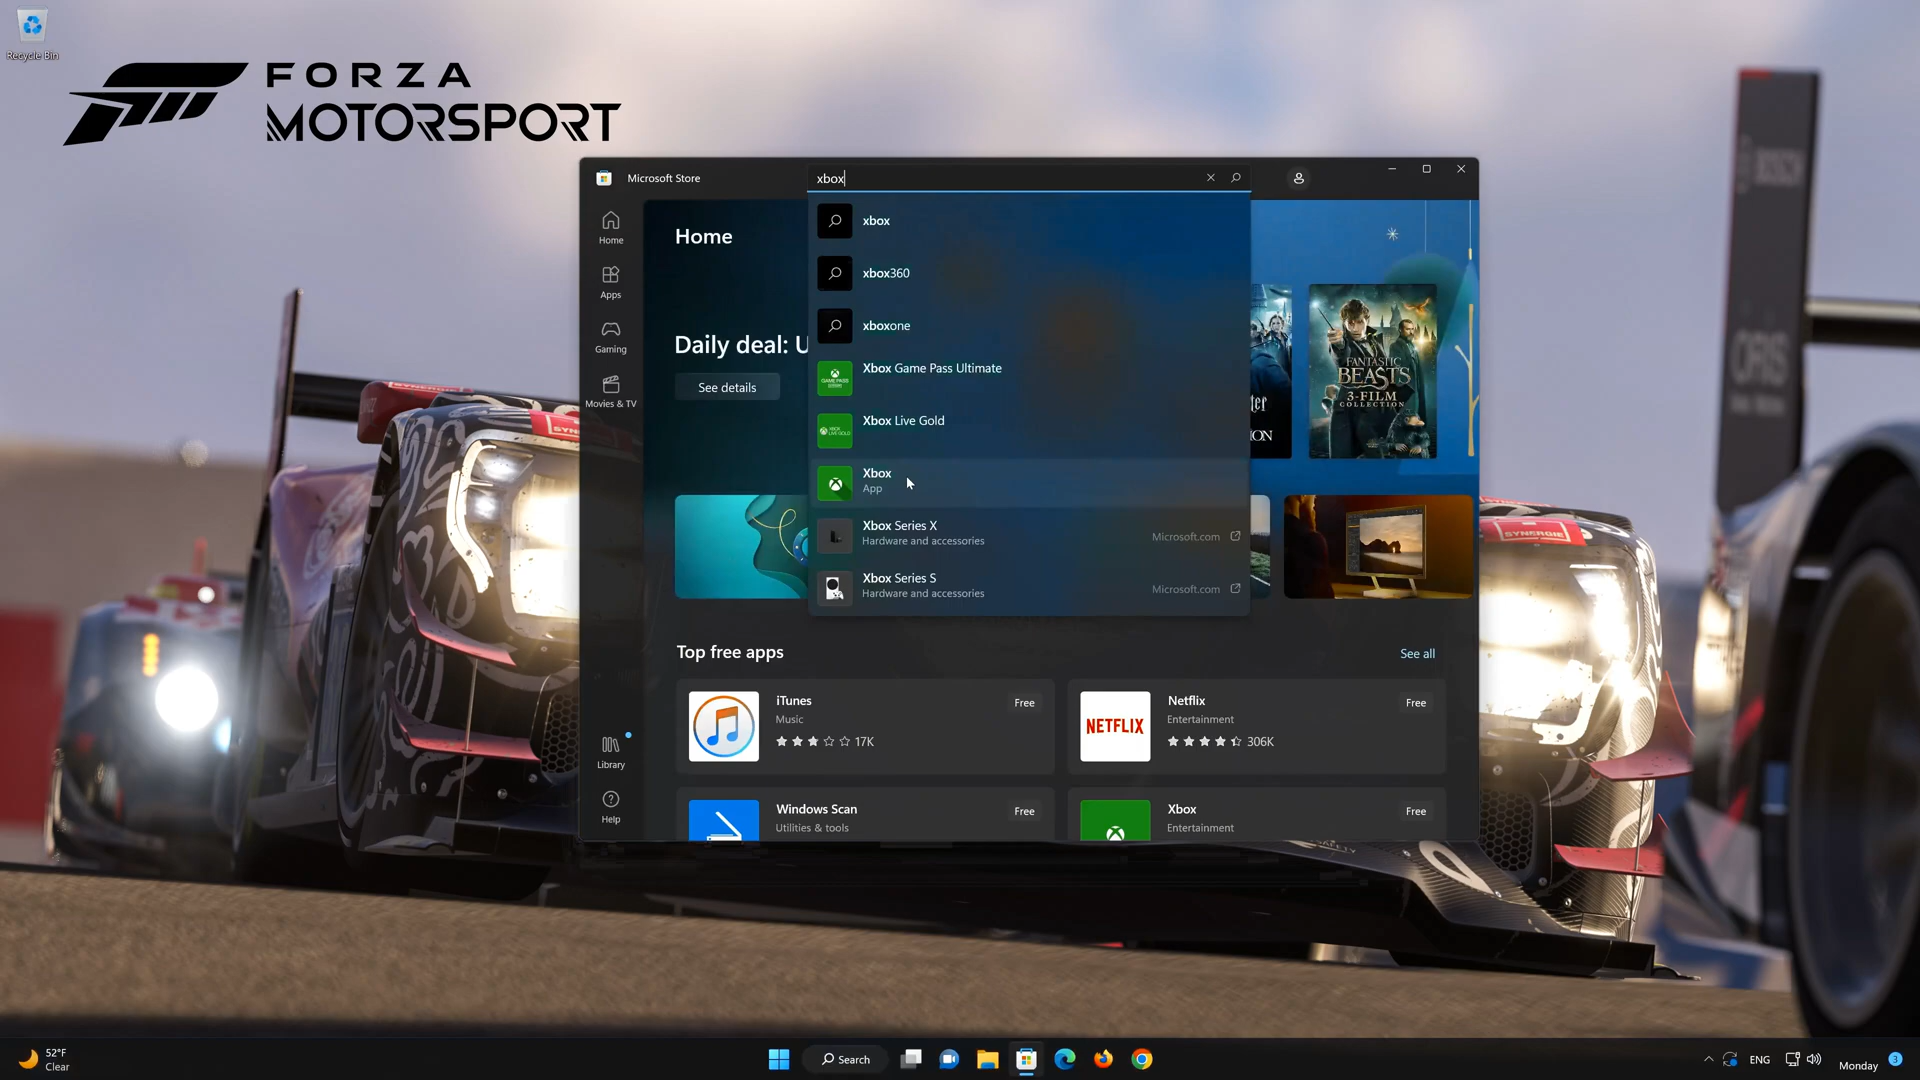 Recycle Bin
FORZA
MOTORSPORT
Microsoft Store
xbox
Home
Apps
Gaming
Movies & TV
Library
Help
Home
Daily deal: U
See details
xbox
xbox360
xboxone
Xbox Game Pass Ultimate
Xbox Live Gold
Xbox
App
Xbox Series X
Hardware and accessories
Microsoft.com
Xbox Series S
Hardware and accessories
Microsoft.com
FANTASTIC
BEASTS
3-FILM
COLLECTION
Top free apps
See all
iTunes
Free
Music
17K
NETFLIX
Netflix
Free
Entertainment
306K
Windows Scan
Free
Utilities & tools
Xbox
Free
Entertainment
SYNERGIE
52°F
Clear
Search
ENG
Monday
3